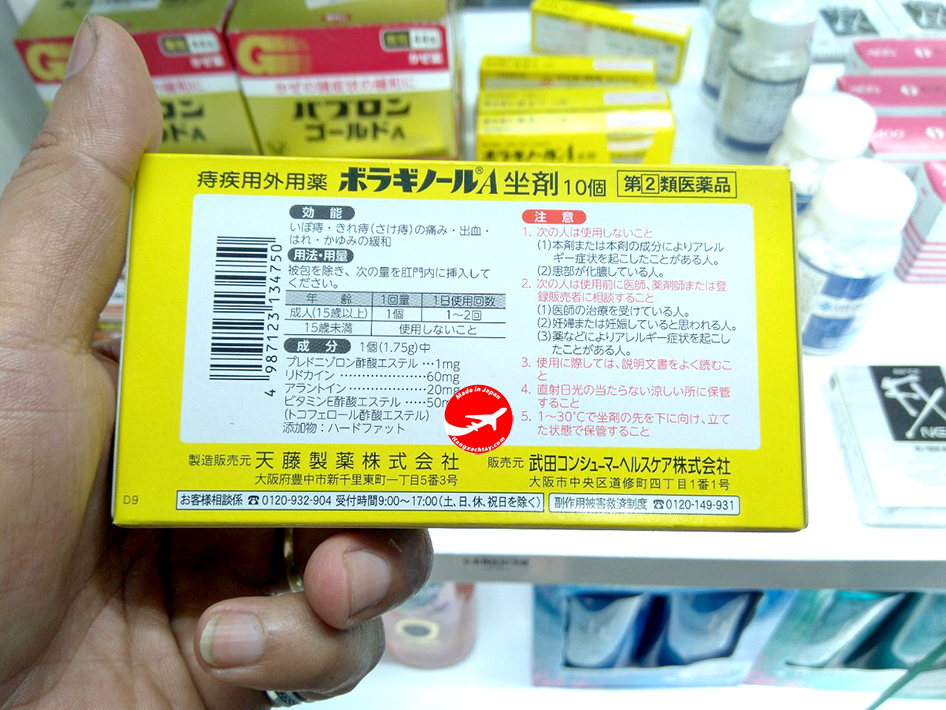 パブロン
ゴールドA
パブロン
ゴールドA
痔疾用外用薬 ボラギノール®A坐剤10個 指②類医薬品
効能
いぼ痔・きれ痔(さけ痔)の痛み・出血・
はれ・かゆみの緩和
用法・用量
被包を除き、次の量を肛門内に挿入して
ください。
年 齢 1回量 1日使用回数
成人(15歳以上) 1個 1〜2回
15歳未満 使用しないこと
成分 1個(1.75g)中
プレドニゾロン酢酸エステル…1mg
リドカイン……………………60mg
アラントイン…………………20mg
ビタミンE酢酸エステル……50m
(トコフェロール酢酸エステル)
添加物:ハードファット
4 987123 134750
注意
1. 次の人は使用しないこと
(1)本剤または本剤の成分によりアレル
ギー症状を起こしたことがある人。
(2)患部が化膿している人。
2. 次の人は使用前に医師、薬剤師または登
録販売者に相談すること
(1)医師の治療を受けている人。
(2)妊婦または妊娠していると思われる人。
(3)薬などによりアレルギー症状を起こし
たことがある人。
3. 使用に際しては、説明文書をよく読むこ
と
4. 直射日光の当たらない涼しい所に保管
すること
5. 1〜30℃で坐剤の先を下に向け、立て
た状態で保管すること
Made in Japan
Hangxachtay.com
製造販売元 天藤製薬株式会社
大阪府豊中市新千里東町一丁目5番3号
販売元 武田コンシューマーヘルスケア株式会社
大阪市中央区道修町四丁目1番1号
D9
お客様相談係 ☎0120-932-904 受付時間9:00〜17:00(土、日、休、祝日を除く)
副作用被害救済制度 ☎0120-149-931